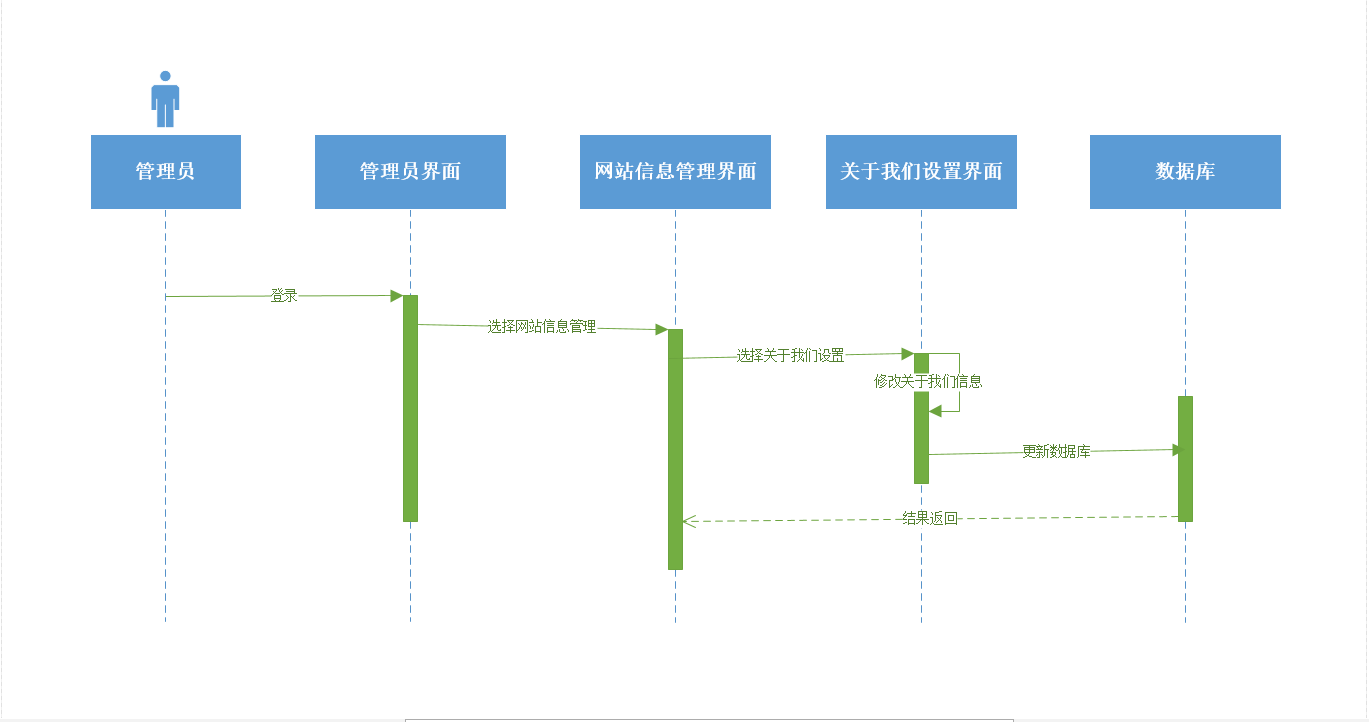 管理员
管理员界面
网站信息管理界面
关于我们设置界面
数据库
登录
选择网站信息管理
选择关于我们设置
修改关于我们信息
更新数据库
结果返回